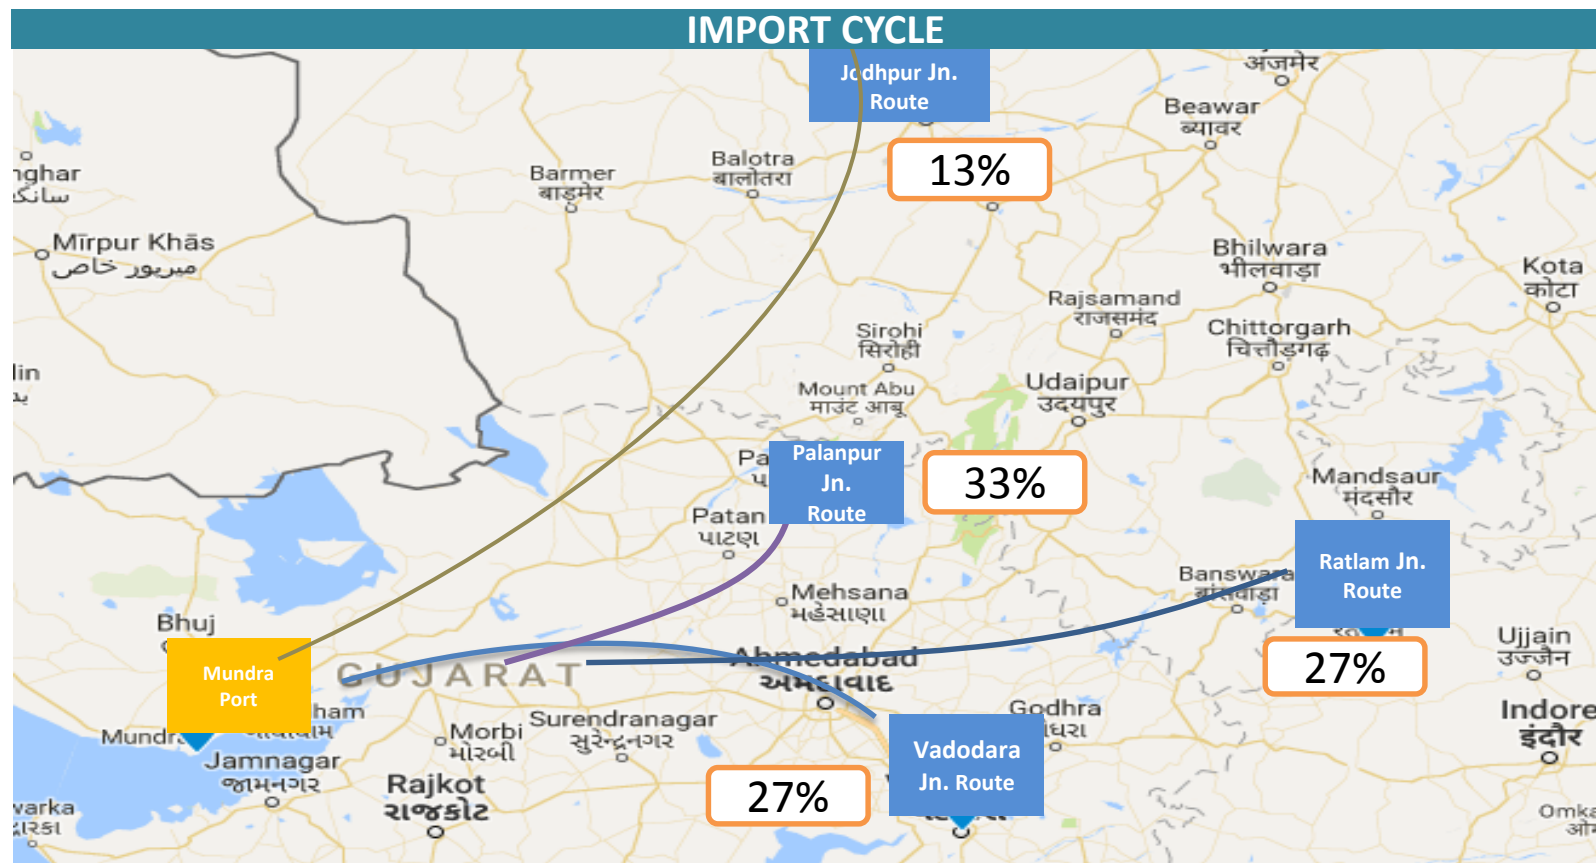 IMPORT CYCLE
Jodhpur Jn.
Route
अजमेर
Beawar
ब्यावर
13%
Balotra
बालोतरा
Barmer
बाड़मेर
Mīrpur Khās
میرپور خاص
Bhilwara
भीलवाड़ा
Kota
कोटा
Rajsamand
राजसमंद
Chittorgarh
चित्तौड़गढ़
Sirohi
सिरोही
Mount Abu
माउंट आबू
Udaipur
उदयपुर
Palanpur
Jn.
Route
33%
Mandsaur
मंदसौर
Patan
પાટણ
Ratlam Jn.
Route
Banswara
बांसवाड़ा
Mehsana
મહેસાણા
Bhuj
Mundra
Port
GUJARAT
Ahmedabad
અમદાવાદ
27%
Ujjain
उज्जैन
Godhra
Indore
इंदौर
Morbi
મોરબી
Surendranagar
સુરેન્દ્રનગર
Jamnagar
જામનગર
Rajkot
રાજકોટ
27%
Vadodara
Jn. Route